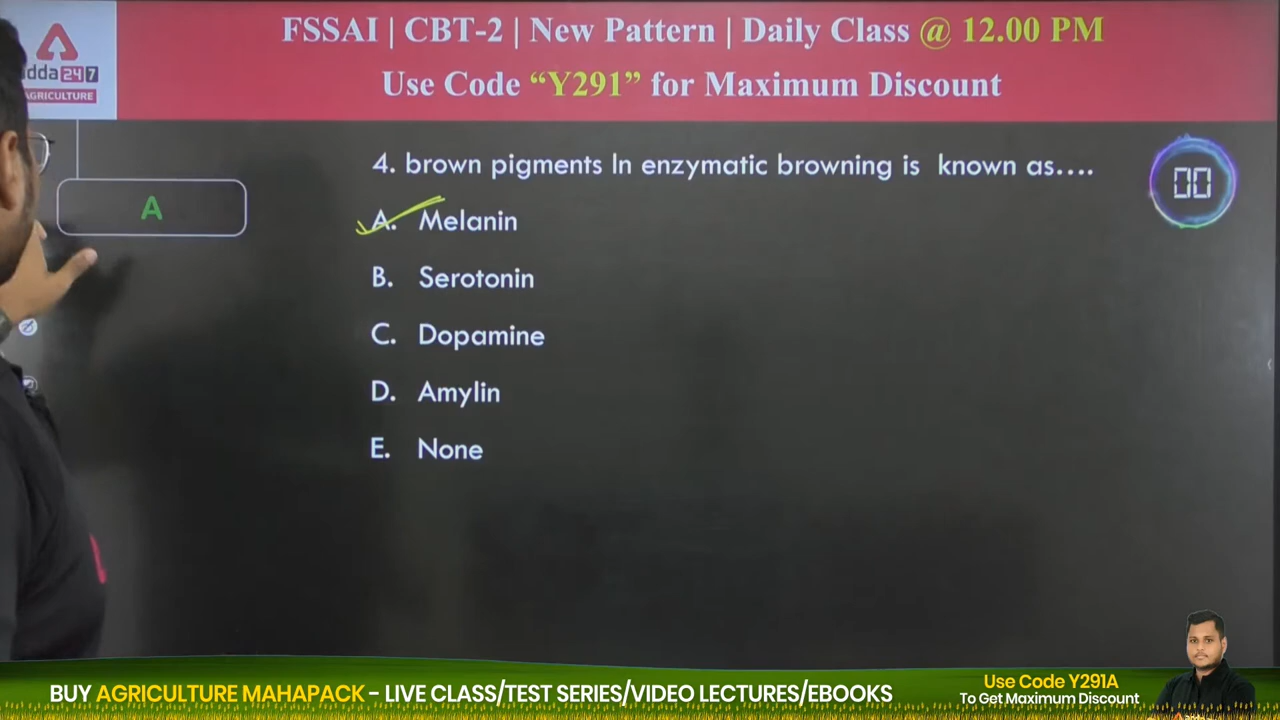 FSSAI | CBT-2 | New Pattern | Daily Class @ 12.00 PM
Use Code “Y291” for Maximum Discount
adda 24 7
AGRICULTURE
A
4. brown pigments In enzymatic browning is known as....
00
A. Melanin
B. Serotonin
C. Dopamine
D. Amylin
E. None
BUY AGRICULTURE MAHAPACK - LIVE CLASS/TEST SERIES/VIDEO LECTURES/EBOOKS
Use Code Y291A
To Get Maximum Discount